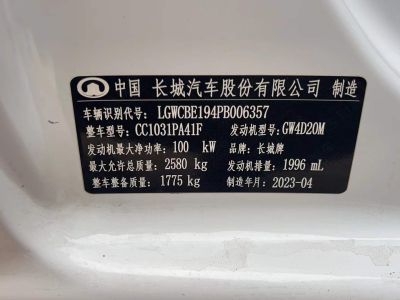 中国 长城汽车股份有限公司 制造
车辆识别代号: LGWCBE194PB006357
整车型号: CC1031PA41F 发动机型号: GW4D20M
发动机最大净功率: 100 kW 品牌: 长城牌
最大允许总质量: 2580 kg 发动机排量: 1996 mL
整车整备质量: 1775 kg 制造年月: 2023-04